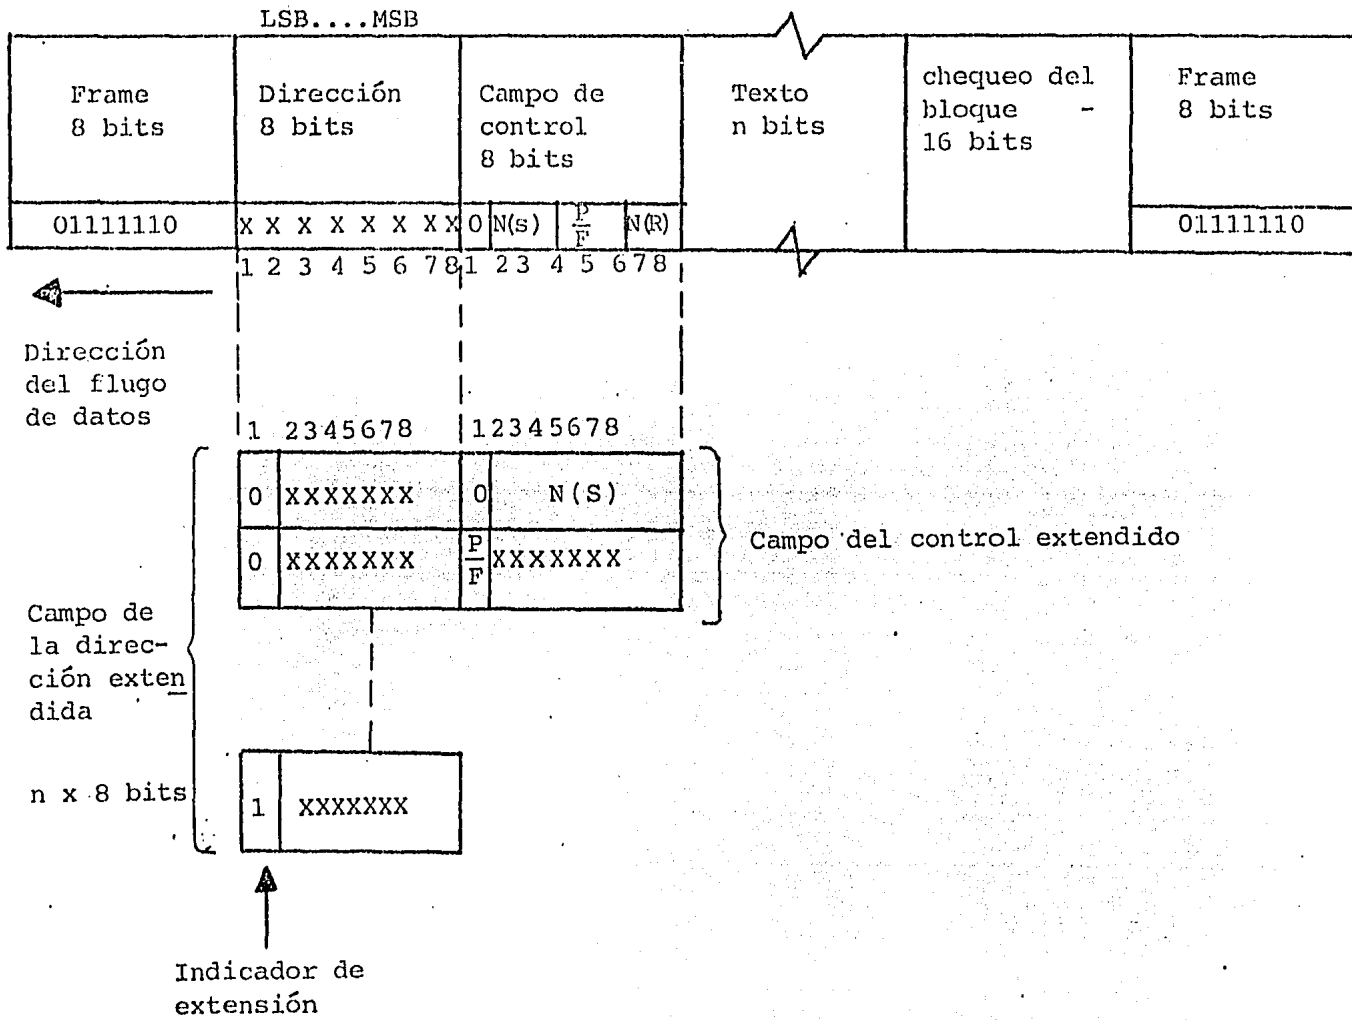 LSB....MSB
Frame
8 bits
Dirección
8 bits
Campo de
control
8 bits
Texto
n bits
chequeo del
bloque -
16 bits
Frame
8 bits
01111110
X X X X X X X X
0
N(s)
P
F
N(R)
01111110
1 2 3 4 5 6 7 8
1 2 3 4 5 6 7 8
Dirección
del flugo
de datos
1 2345678
12345678
0
XXXXXXX
0
N(S)
0
XXXXXXX
P
F
XXXXXXX
Campo del control extendido
Campo de
la direc-
ción exten
dida
n x 8 bits
1
XXXXXXX
Indicador de
extensión